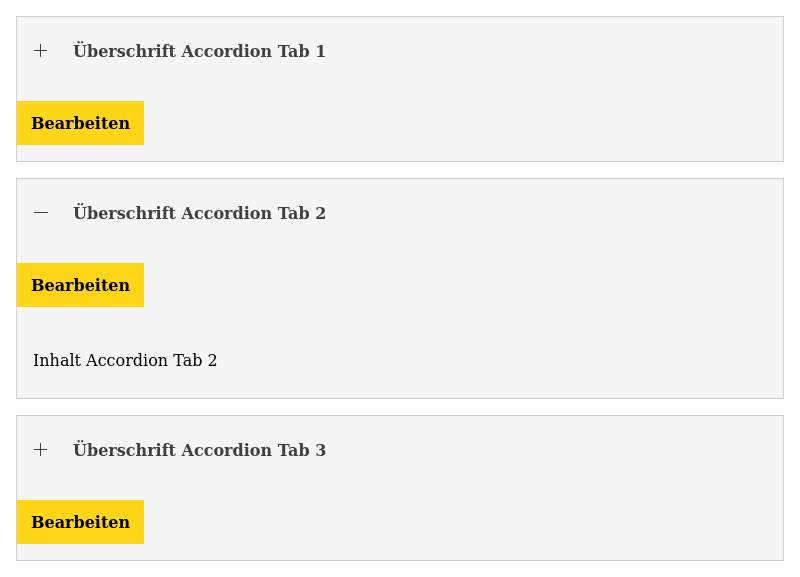 Überschrift Accordion Tab 1
Bearbeiten
Überschrift Accordion Tab 2
Bearbeiten
Inhalt Accordion Tab 2
Überschrift Accordion Tab 3
Bearbeiten